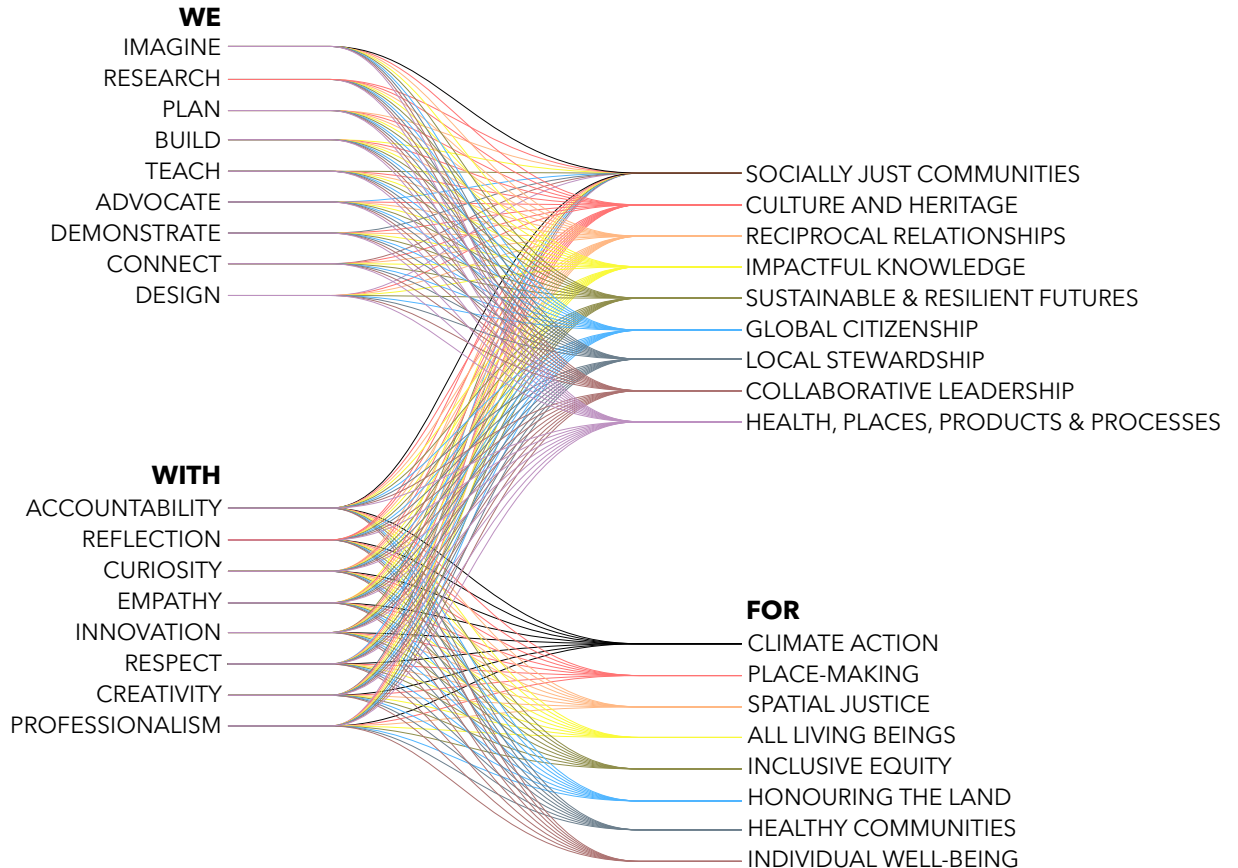 WE
IMAGINE
RESEARCH
PLAN
BUILD
TEACH
ADVOCATE
DEMONSTRATE
CONNECT
DESIGN
SOCIALLY JUST COMMUNITIES
CULTURE AND HERITAGE
RECIPROCAL RELATIONSHIPS
IMPACTFUL KNOWLEDGE
SUSTAINABLE & RESILIENT FUTURES
GLOBAL CITIZENSHIP
LOCAL STEWARDSHIP
COLLABORATIVE LEADERSHIP
HEALTH, PLACES, PRODUCTS & PROCESSES
WITH
ACCOUNTABILITY
REFLECTION
CURIOSITY
EMPATHY
INNOVATION
RESPECT
CREATIVITY
PROFESSIONALISM
FOR
CLIMATE ACTION
PLACE-MAKING
SPATIAL JUSTICE
ALL LIVING BEINGS
INCLUSIVE EQUITY
HONOURING THE LAND
HEALTHY COMMUNITIES
INDIVIDUAL WELL-BEING